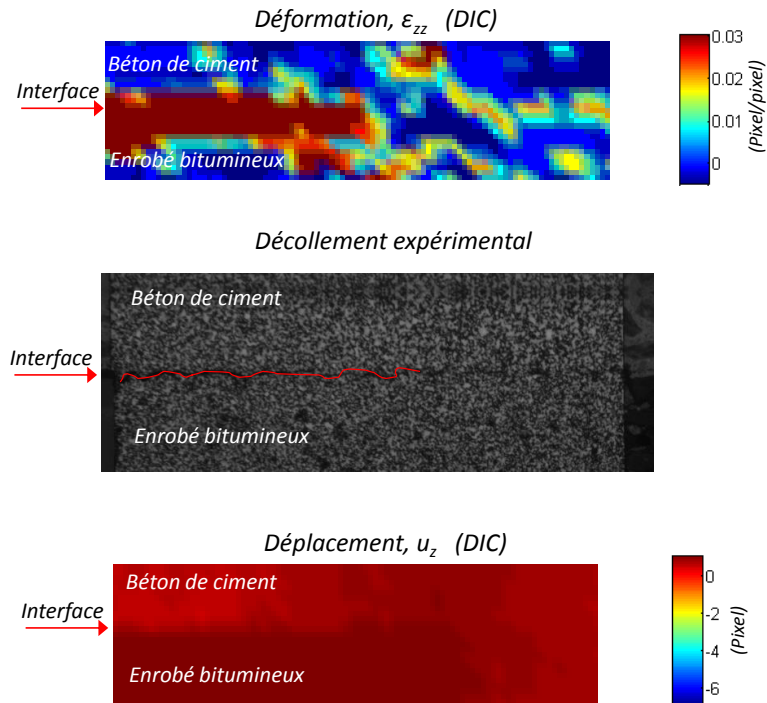 Déformation, εzz (DIC)
Béton de ciment
Interface
Enrobé bitumineux
0.03
0.02
0.01
0
(Pixel/pixel)
Décollement expérimental
Béton de ciment
Interface
Enrobé bitumineux
Déplacement, uz (DIC)
Béton de ciment
Interface
Enrobé bitumineux
0
-2
-4
-6
(Pixel)